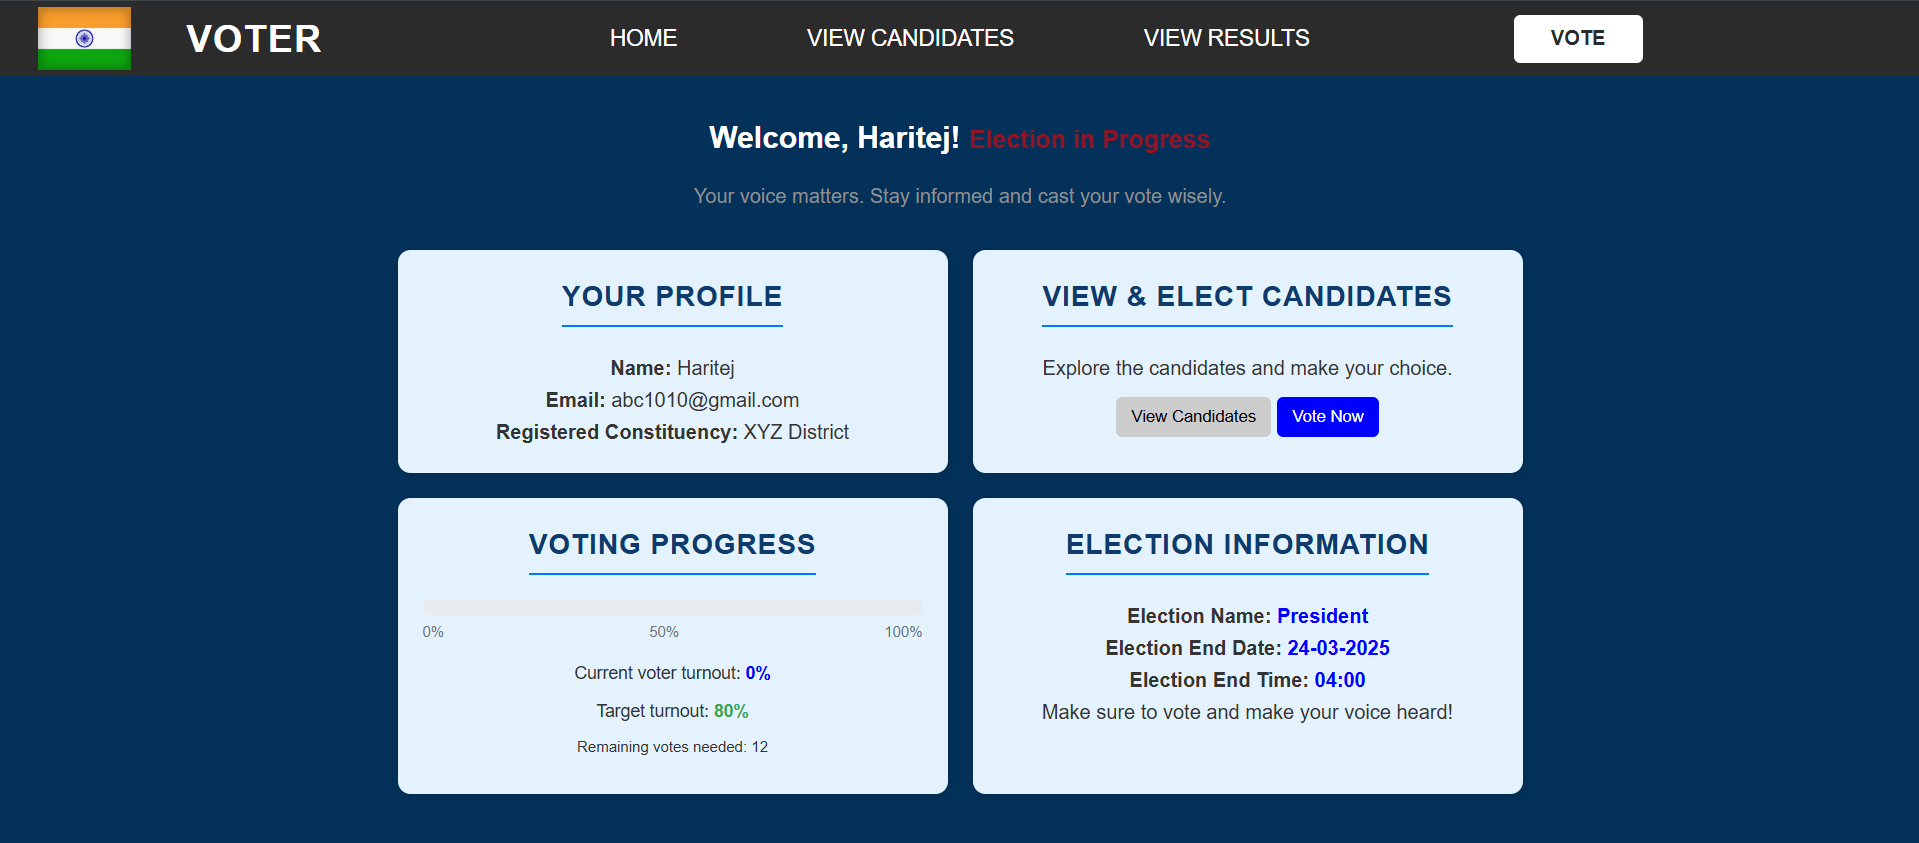 VOTER
HOME
VIEW CANDIDATES
VIEW RESULTS
VOTE
Welcome, Haritej! Election in Progress
Your voice matters. Stay informed and cast your vote wisely.
YOUR PROFILE
Name: Haritej
Email: abc1010@gmail.com
Registered Constituency: XYZ District
VIEW & ELECT CANDIDATES
Explore the candidates and make your choice.
View Candidates
Vote Now
VOTING PROGRESS
0%
50%
100%
Current voter turnout: 0%
Target turnout: 80%
Remaining votes needed: 12
ELECTION INFORMATION
Election Name: President
Election End Date: 24-03-2025
Election End Time: 04:00
Make sure to vote and make your voice heard!